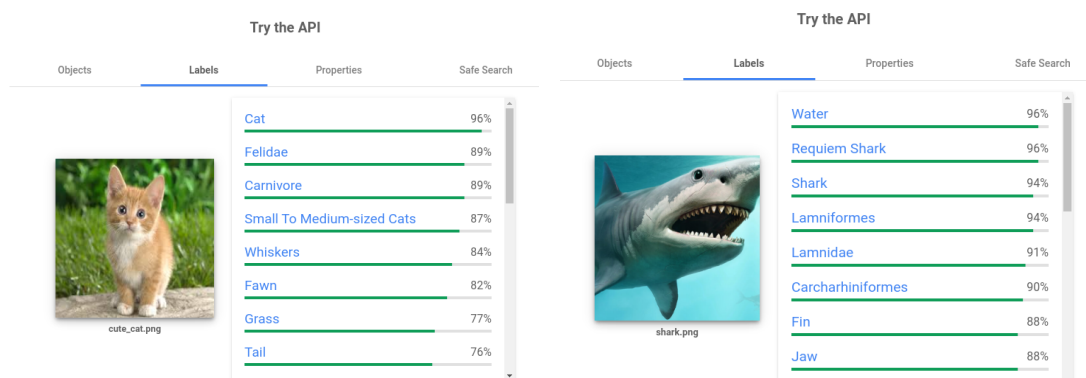 Try the API
Objects Labels Properties Safe Search
Cat 96%
Felidae 89%
Carnivore 89%
Small To Medium-sized Cats 87%
Whiskers 84%
Fawn 82%
Grass 77%
Tail 76%
cute_cat.png
Try the API
Objects Labels Properties Safe Search
Water 96%
Requiem Shark 96%
Shark 94%
Lamniformes 94%
Lamnidae 91%
Carcharhiniformes 90%
Fin 88%
Jaw 88%
shark.png